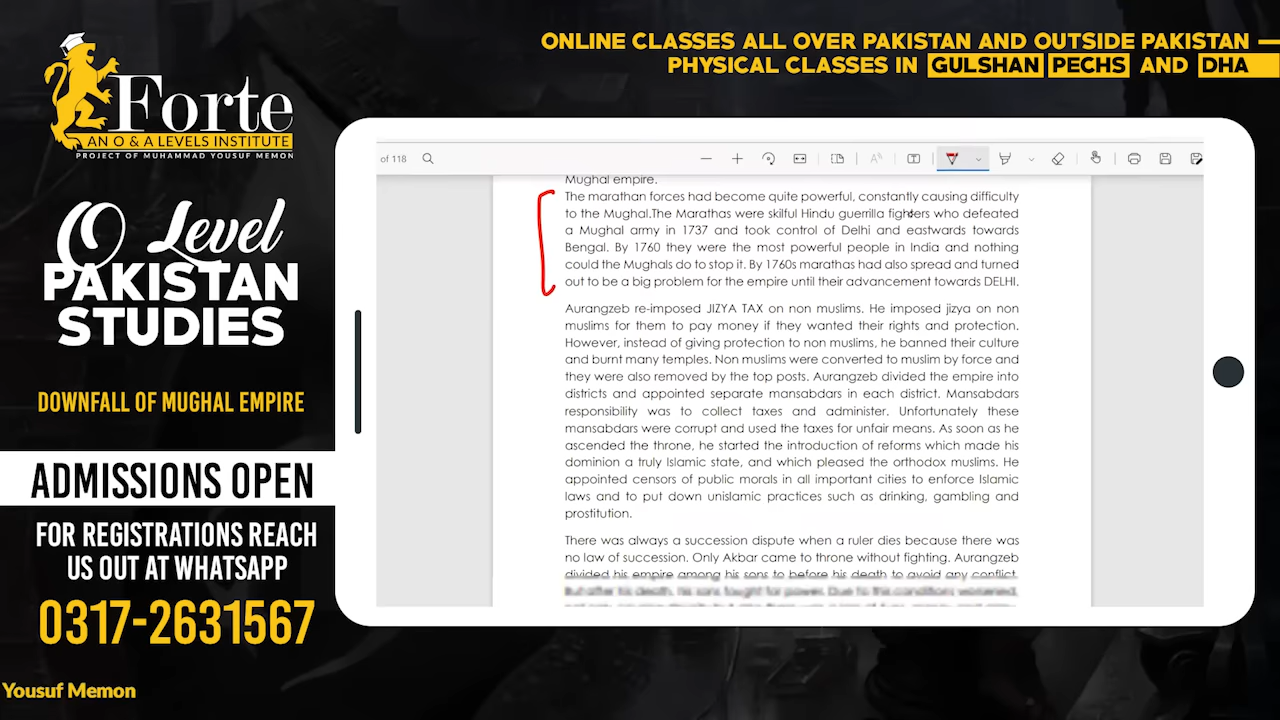 Forte
AN O & A LEVELS INSTITUTE
PROJECT OF MUHAMMAD YOUSUF MEMON
O Level
PAKISTAN
STUDIES
DOWNFALL OF MUGHAL EMPIRE
ADMISSIONS OPEN
FOR REGISTRATIONS REACH
US OUT AT WHATSAPP
0317-2631567
Yousuf Memon
ONLINE CLASSES ALL OVER PAKISTAN AND OUTSIDE PAKISTAN
PHYSICAL CLASSES IN GULSHAN PECHS AND DHA
of 118
Mughal empire.
The marathan forces had become quite powerful, constantly causing difficulty
to the Mughal.The Marathas were skilful Hindu guerrilla fighters who defeated
a Mughal army in 1737 and took control of Delhi and eastwards towards
Bengal. By 1760 they were the most powerful people in India and nothing
could the Mughals do to stop it. By 1760s marathas had also spread and turned
out to be a big problem for the empire until their advancement towards DELHI.
Aurangzeb re-imposed JIZYA TAX on non muslims. He imposed jizya on non
muslims for them to pay money if they wanted their rights and protection.
However, instead of giving protection to non muslims, he banned their culture
and burnt many temples. Non muslims were converted to muslim by force and
they were also removed by the top posts. Aurangzeb divided the empire into
districts and appointed separate mansabdars in each district. Mansabdars
responsibility was to collect taxes and administer. Unfortunately these
mansabdars were corrupt and used the taxes for unfair means. As soon as he
ascended the throne, he started the introduction of reforms which made his
dominion a truly Islamic state, and which pleased the orthodox muslims. He
appointed censors of public morals in all important cities to enforce Islamic
laws and to put down unislamic practices such as drinking, gambling and
prostitution.
There was always a succession dispute when a ruler dies because there was
no law of succession. Only Akbar came to throne without fighting. Aurangzeb
divided his empire among his sons to before his death to avoid any conflict.
But after his death, his sons fought for power. Due to this conditions worsened,